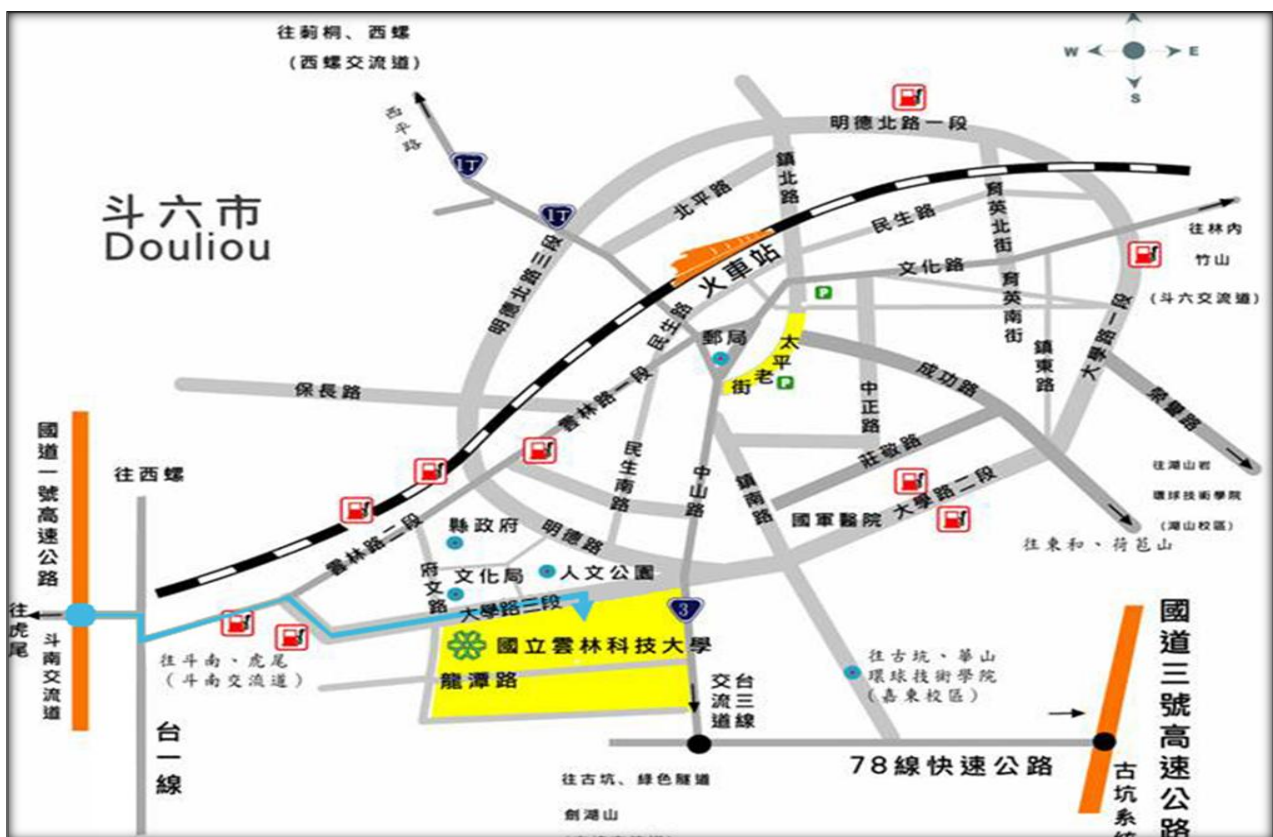 往莿桐、西螺
(西螺交流道)
W
E
S
西平路
1丁
明德北路一段
鎮北路
斗六市
Douliou
1丁
北平路
民生路
育英北街
往林內
竹山
(斗六交流道)
明德北路三段
火車站
文化路
P
育英南街
大學路一段
民生路
郵局
太平老街
P
鎮東路
成功路
榮譽路
保長路
雲林路一段
中正路
國道一號高速公路
往西螺
民生南路
中山路
鎮南路
莊敬路
往湖山岩
環球技術學院
(湖山校區)
國軍醫院
大學路二段
往東和、荷苞山
雲林路二段
縣政府
明德路
府文路
文化局
人文公園
大學路三段
3
往虎尾
斗南交流道
往斗南、虎尾
(斗南交流道)
國立雲林科技大學
龍潭路
台三線
交流道
往古坑、華山
環球技術學院
(嘉東校區)
國道三號高速公路
台一線
78線快速公路
古坑系統
往古坑、綠色隧道
劍湖山